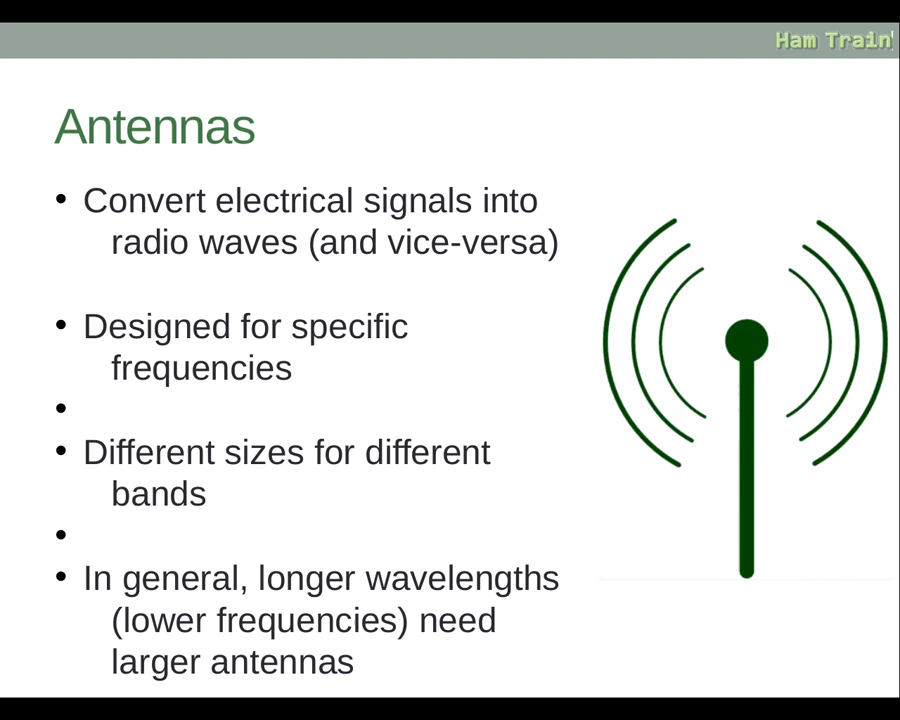 Ham Train
Antennas
• Convert electrical signals into
radio waves (and vice-versa)
• Designed for specific
frequencies
•
• Different sizes for different
bands
•
• In general, longer wavelengths
(lower frequencies) need
larger antennas